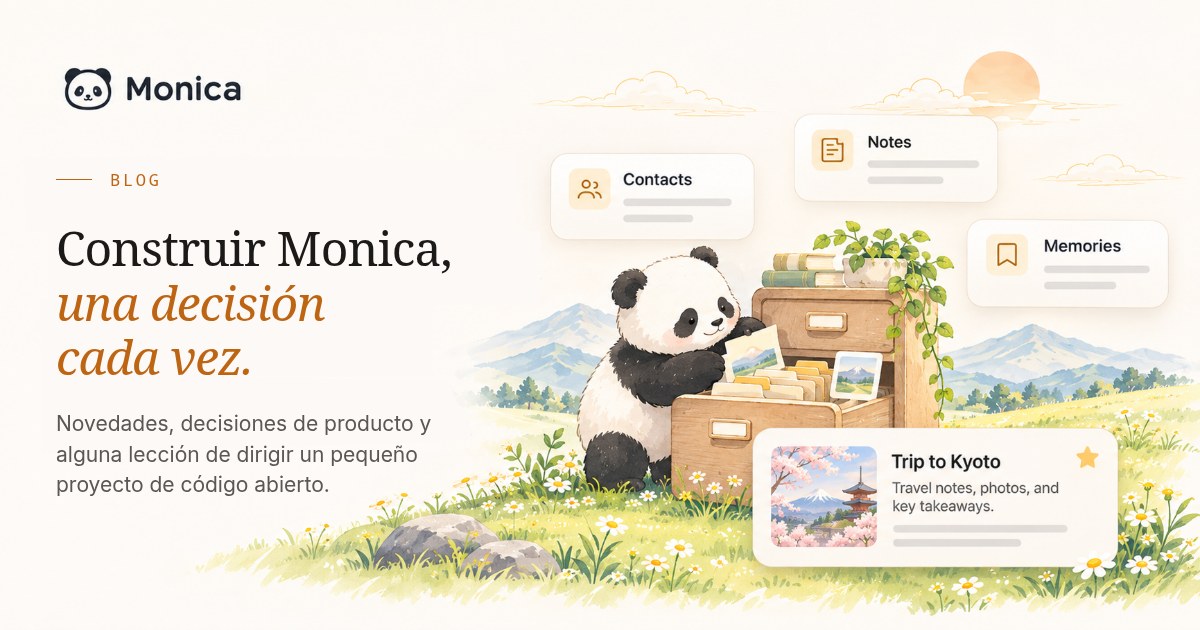 Monica
BLOG
Construir Monica,
una decisión
cada vez.
Novedades, decisiones de producto y
alguna lección de dirigir un pequeño
proyecto de código abierto.
Contacts
Notes
Memories
Trip to Kyoto
Travel notes, photos, and
key takeaways.